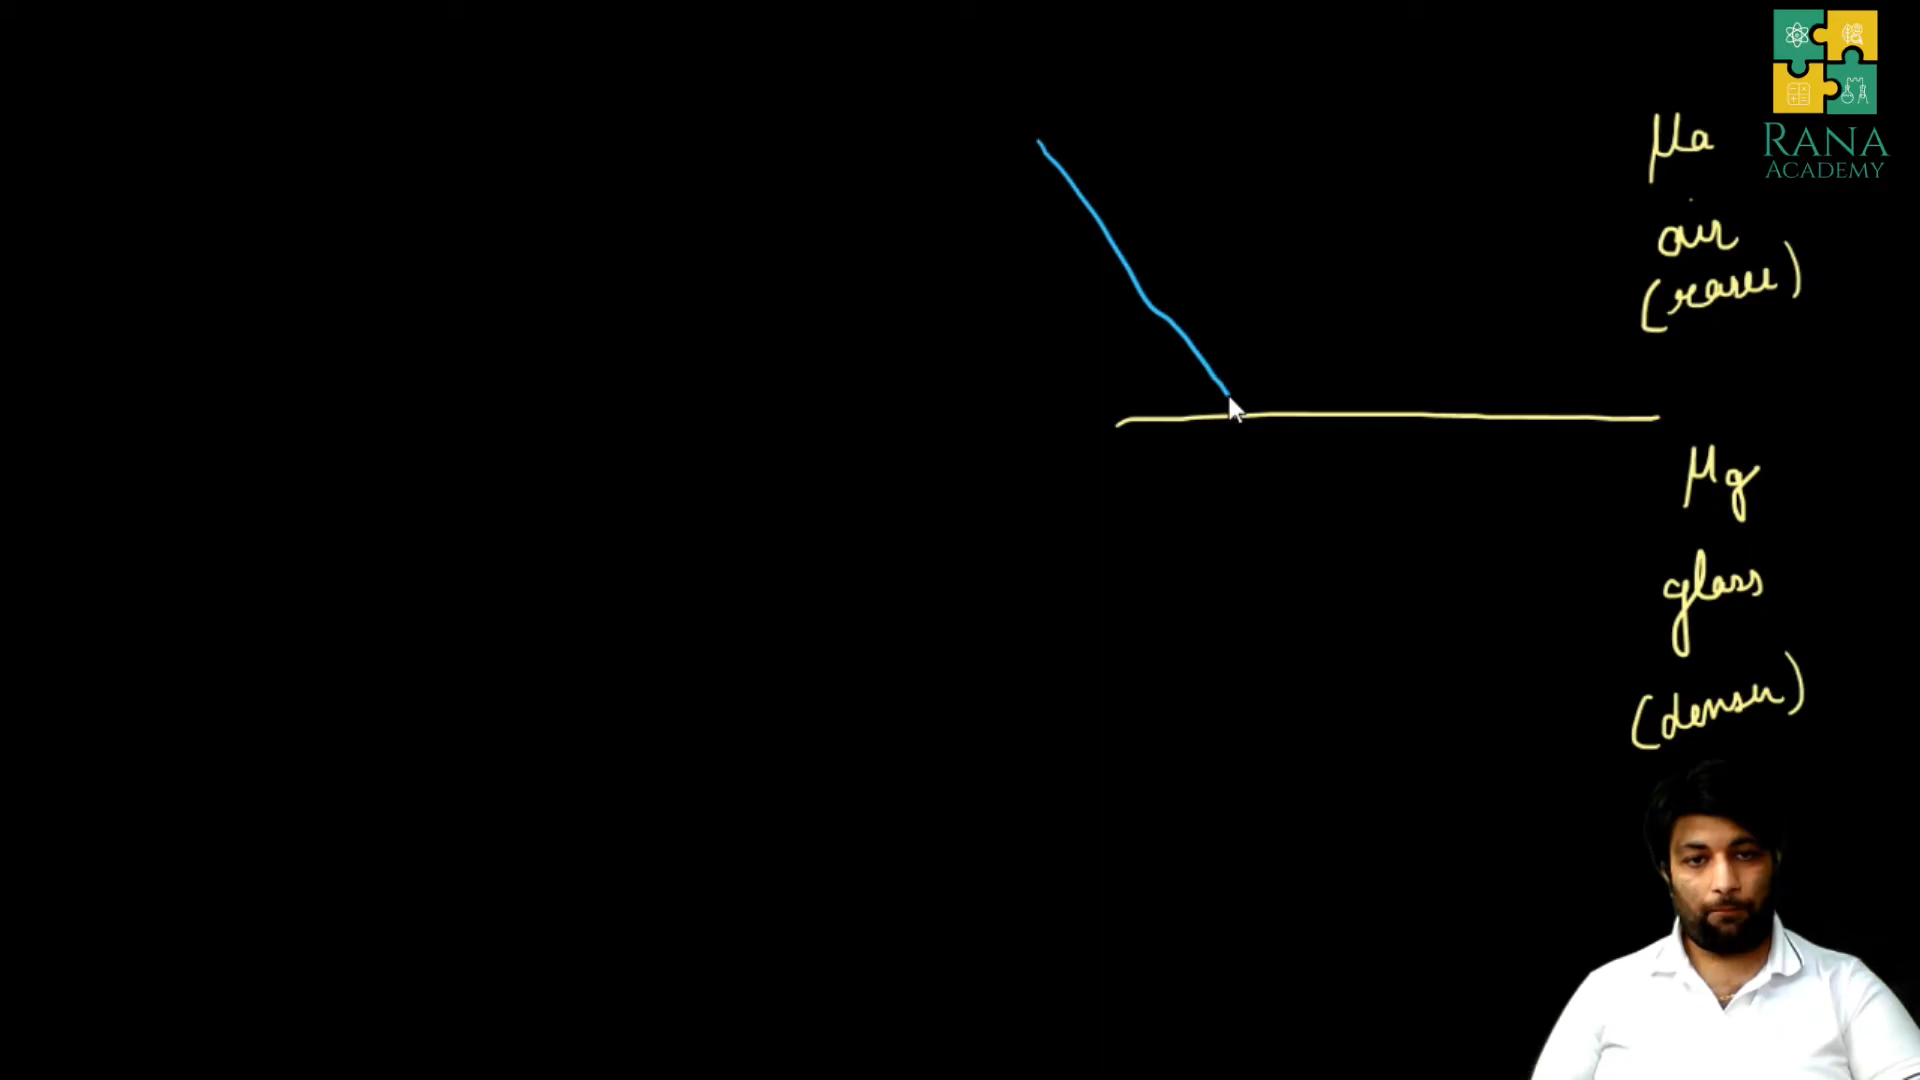 RANA
ACADEMY
μa
air
(rarer)
μg
glass
(denser)